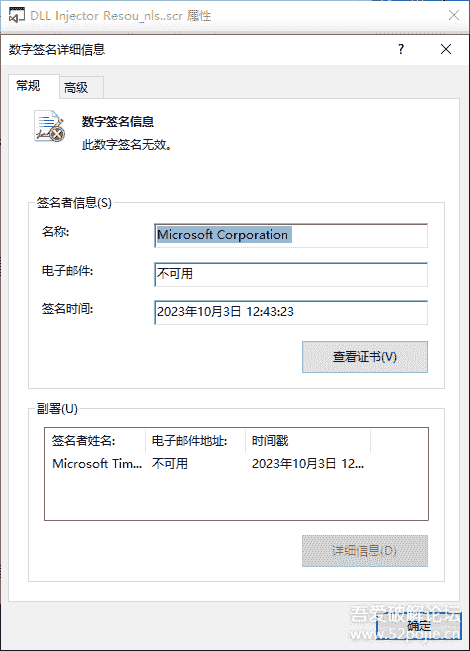 DLL Injector Resou_nls..scr 属性
数字签名详细信息
常规
高级
数字签名信息
此数字签名无效。
签名者信息(S)
名称:
Microsoft Corporation
电子邮件:
不可用
签名时间:
2023年10月3日 12:43:23
查看证书(V)
副署(U)
签名者姓名: 电子邮件地址: 时间戳
Microsoft Tim... 不可用 2023年10月3日 12...
详细信息(D)
确定
吾爱破解论坛
www.52pojie.cn